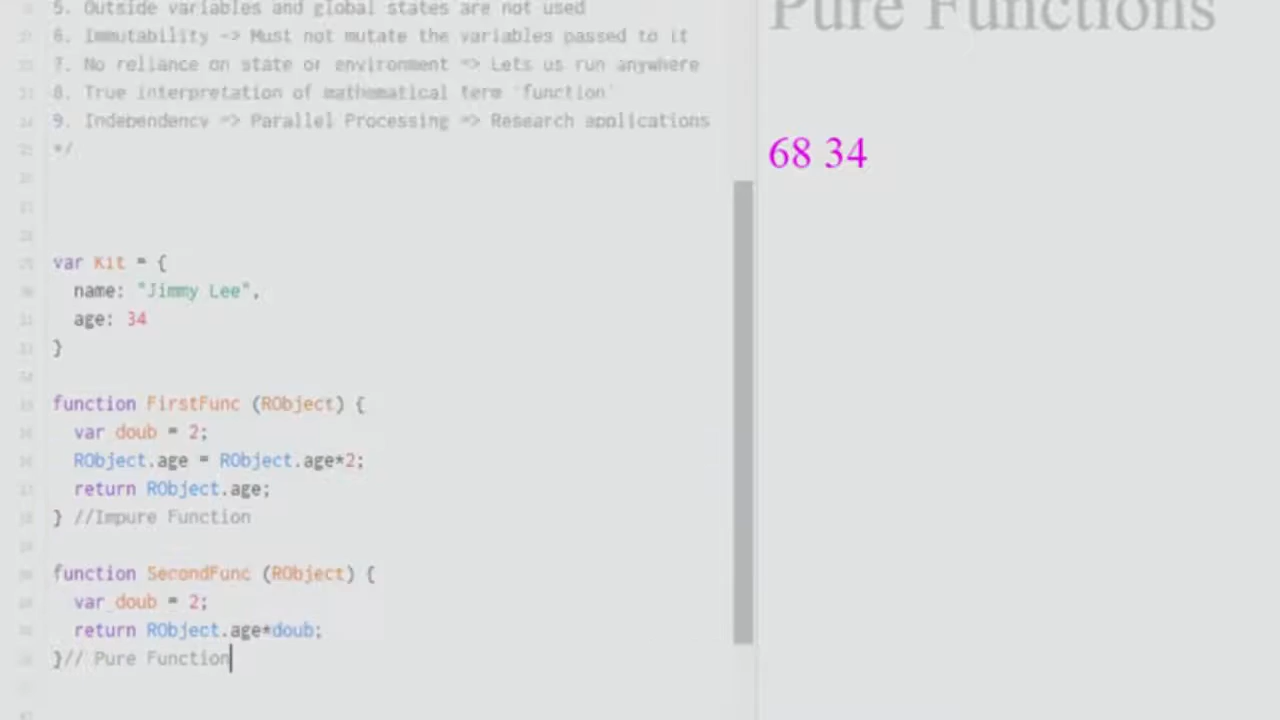 5. Outside variables and global states are not used
6. Immutability -> Must not mutate the variables passed to it
7. No reliance on state or environment => Lets us run anywhere
8. True interpretation of mathematical term 'function'
9. Independency => Parallel Processing => Research applications
*/
var Kit = {
name: "Jimmy Lee",
age: 34
}
function FirstFunc (RObject) {
var doub = 2;
RObject.age = RObject.age*2;
return RObject.age;
} //Impure Function
function SecondFunc (RObject) {
var doub = 2;
return RObject.age*doub;
}// Pure Function
Pure Functions
68 34